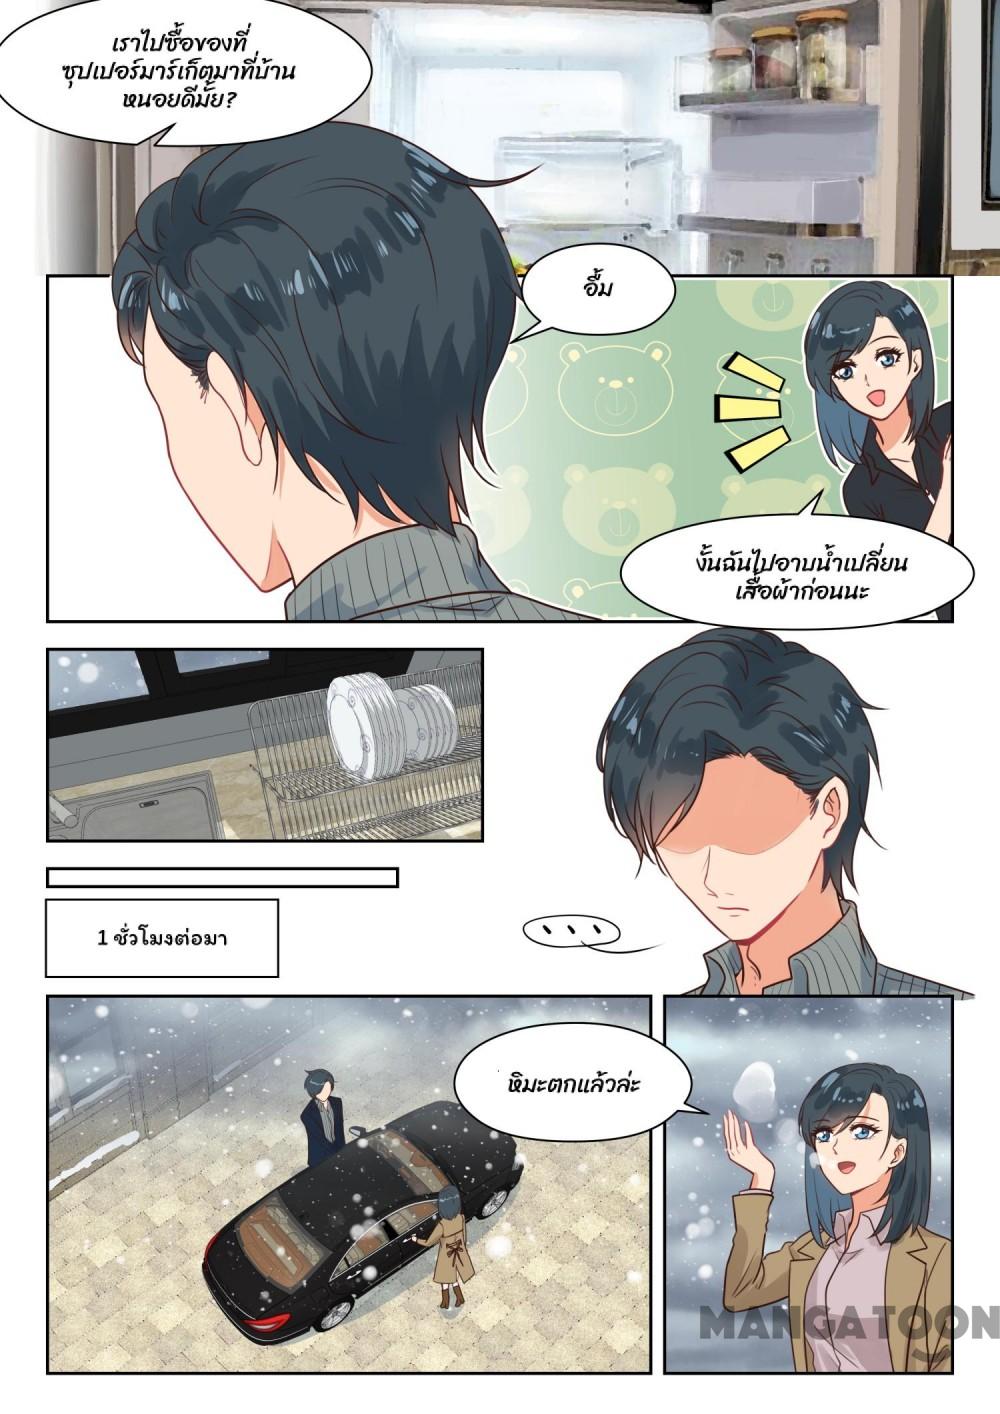 เราไปซื้อของที่
ซุปเปอร์มาร์เก็ตมาที่บ้าน
หนอยดีมั้ย?
อื้ม
งั้นฉันไปอาบน้ำเปลี่ยน
เสื้อผ้าก่อนนะ
...
1 ชั่วโมงต่อมา
หิมะตกแล้วล่ะ
MANGATOON